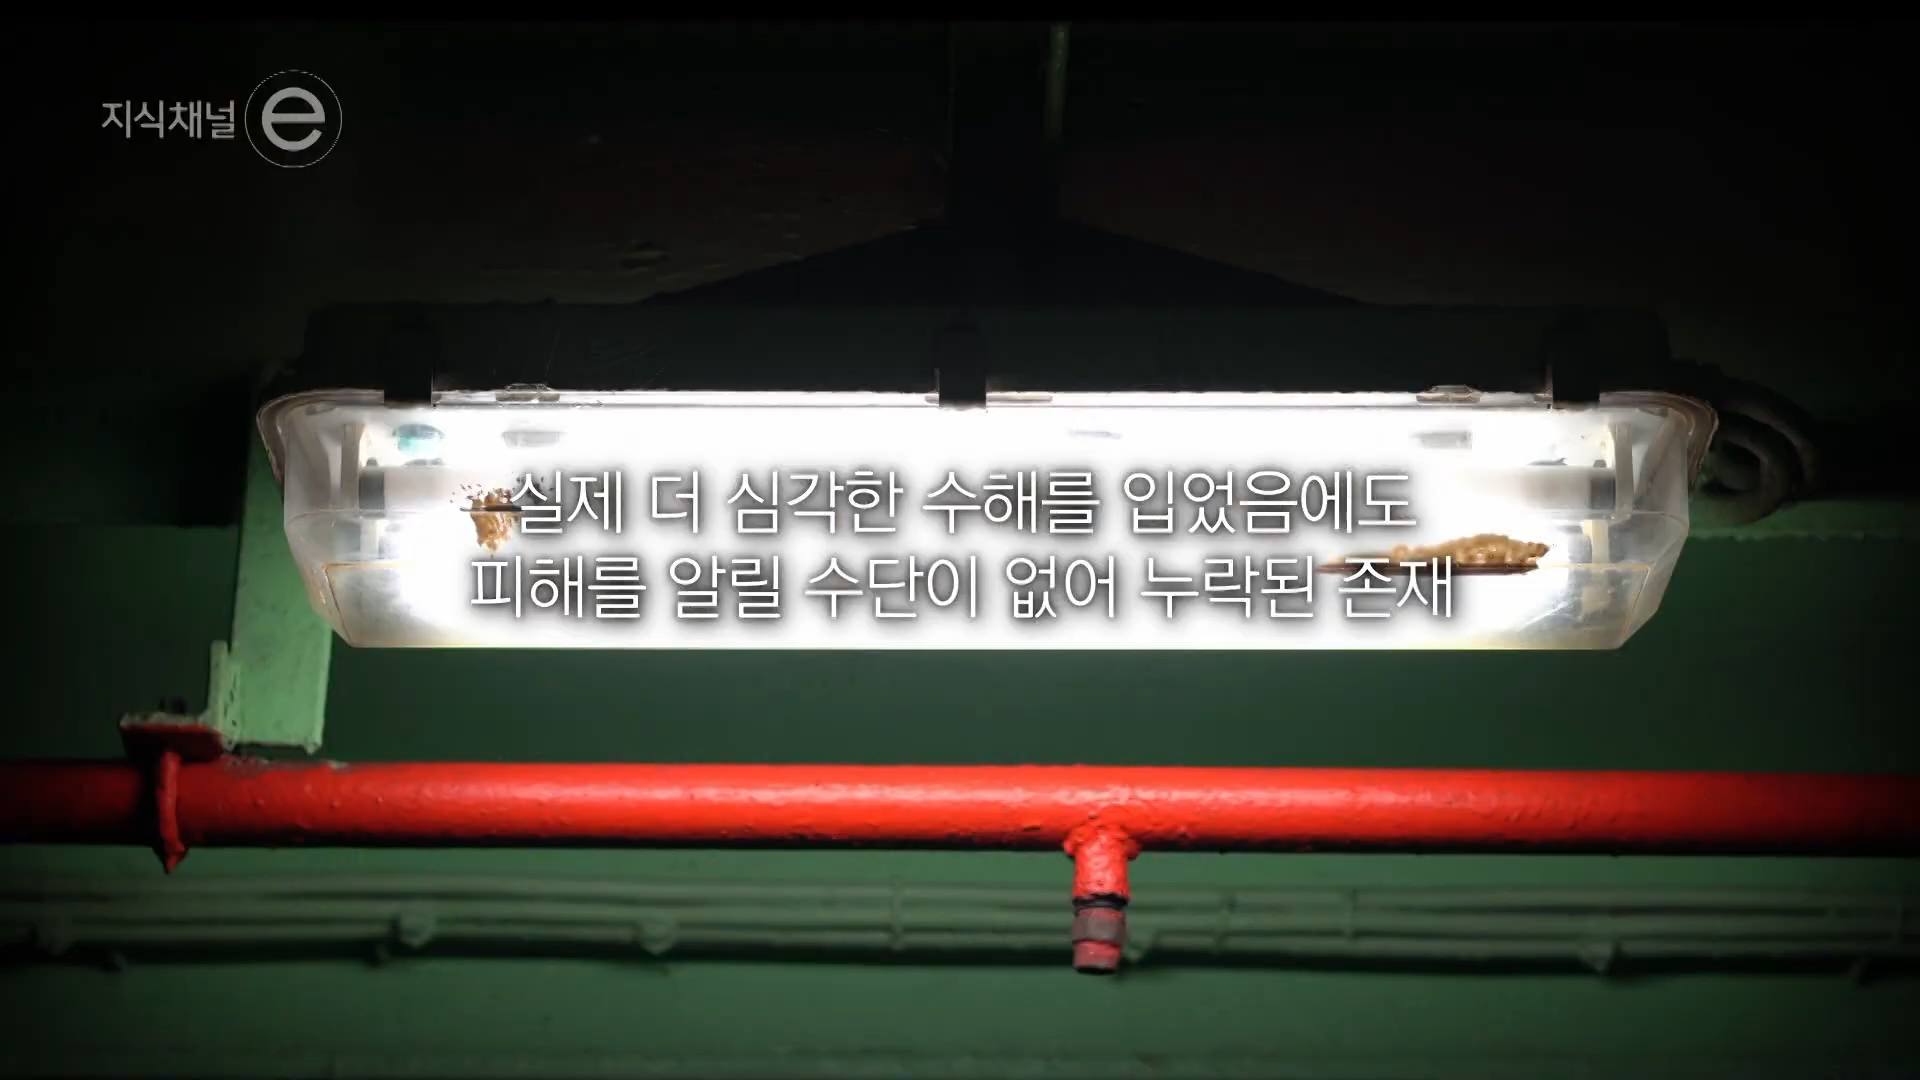 지식채널 e
실제 더 심각한 수해를 입었음에도
피해를 알릴 수단이 없어 누락된 존재